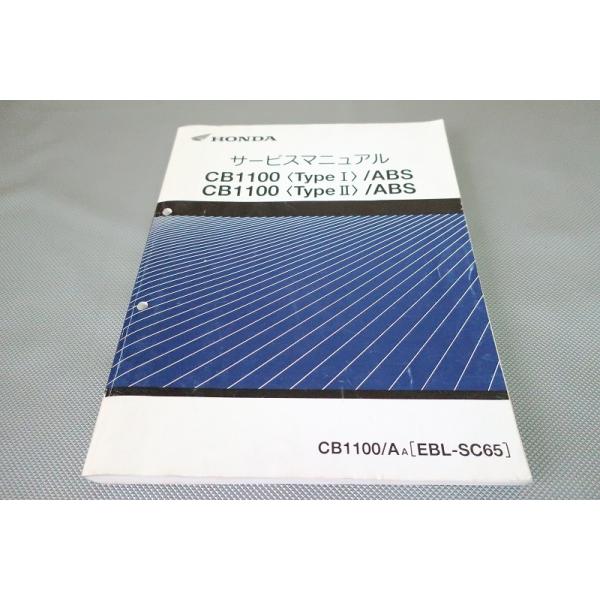 HONDA
サービスマニュアル
CB1100〈Type Ⅰ〉/ABS
CB1100〈Type Ⅱ〉/ABS
CB1100/AA[EBL-SC65]